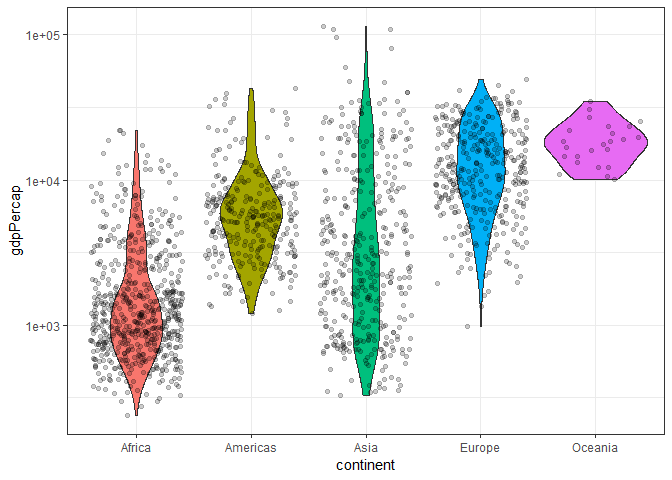 1e+05
1e+04
1e+03
gdpPercap
Africa Americas Asia Europe Oceania
continent